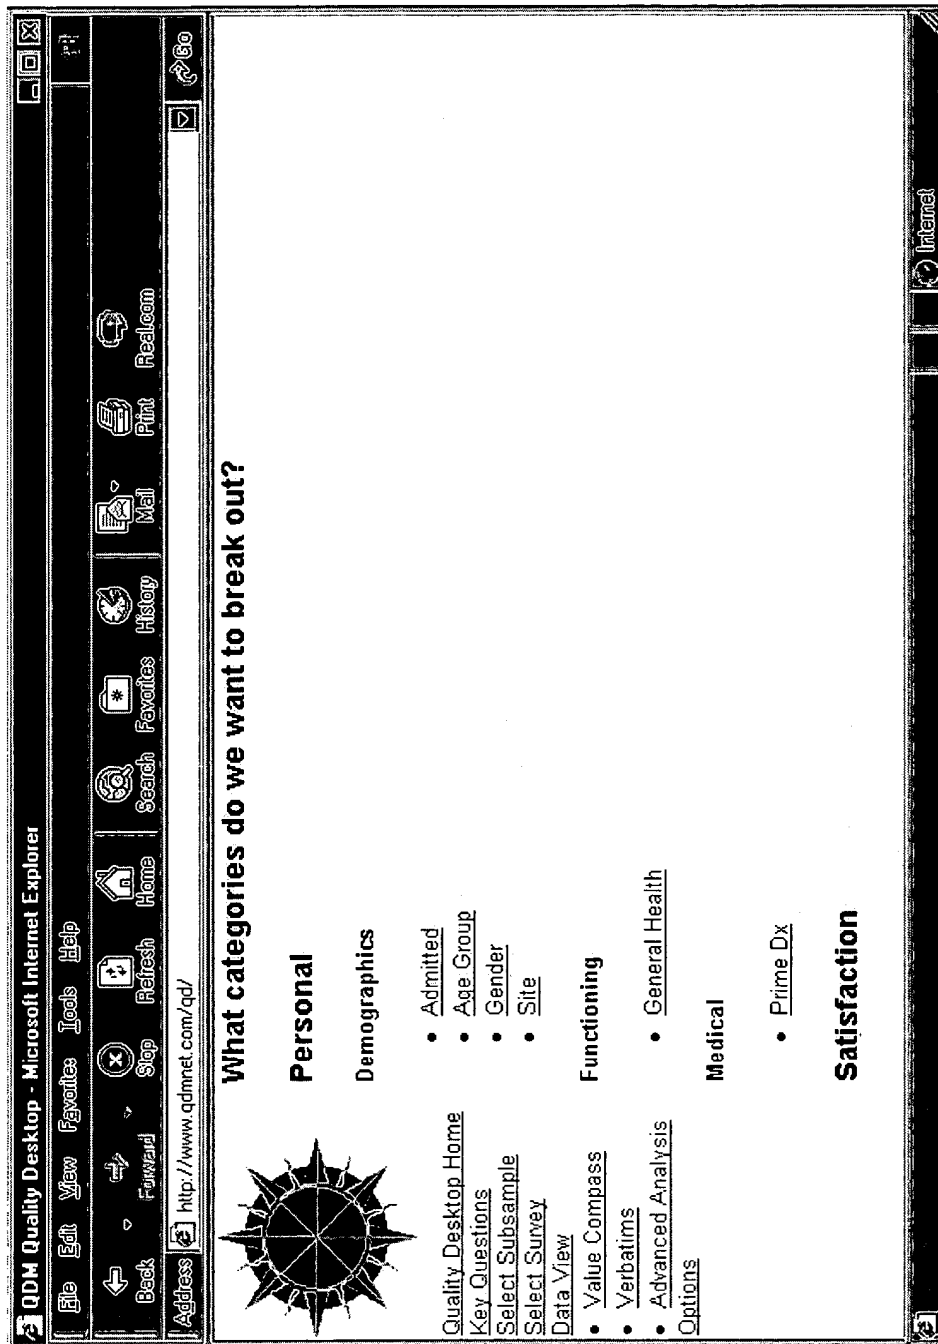 QDM Quality Desktop - Microsoft Internet Explorer
File Edit View Favorites Tools Help
Back Forward Stop Refresh Home Search Favorites History Mail Print Real.com
Address http://www.qdmnet.com/qd/ Go
Quality Desktop Home
Key Questions
Select Subsample
Select Survey
Data View
• Value Compass
• Verbatims
• Advanced Analysis
Options
What categories do we want to break out?
Personal
Demographics
• Admitted
• Age Group
• Gender
• Site
Functioning
• General Health
Medical
• Prime Dx
Satisfaction
Internet